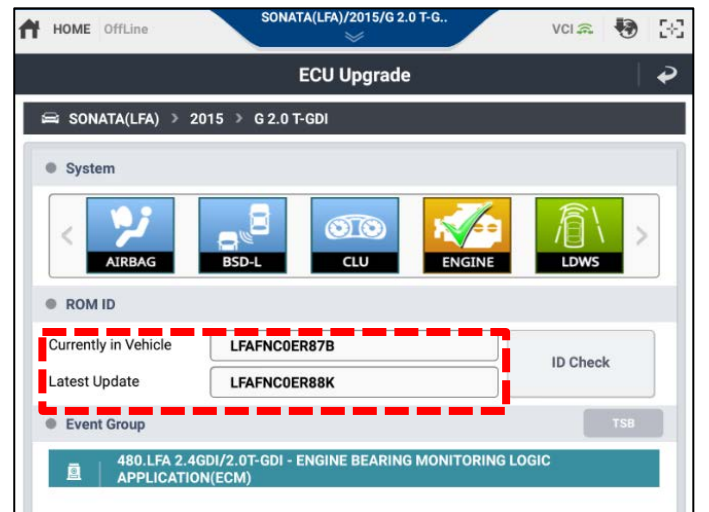 HOME OffLine SONATA(LFA)/2015/G 2.0 T-G.. VCI
ECU Upgrade
SONATA(LFA) > 2015 > G 2.0 T-GDI
System
< AIRBAG BSD-L CLU ENGINE LDWS >
ROM ID
Currently in Vehicle LFAFNC0ER87B
ID Check
Latest Update LFAFNC0ER88K
Event Group TSB
480.LFA 2.4GDI/2.0T-GDI - ENGINE BEARING MONITORING LOGIC
APPLICATION(ECM)